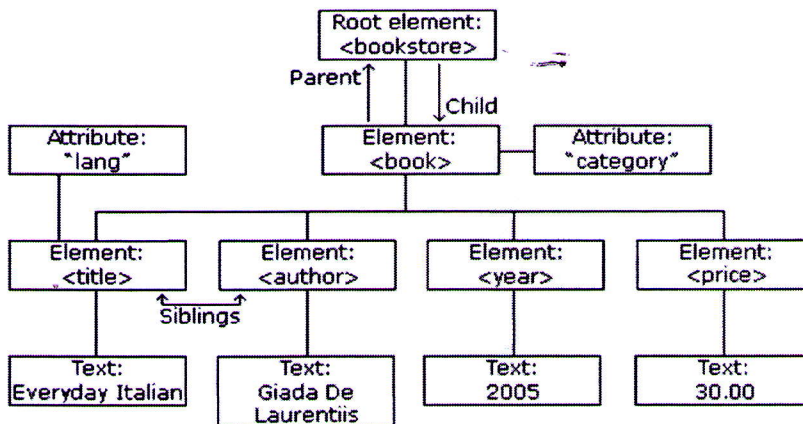 Root element:
<bookstore>
Parent
Child
Attribute:
"lang"
Element:
<book>
Attribute:
"category"
Element:
<title>
Element:
<author>
Element:
<year>
Element:
<price>
Siblings
Text:
Everyday Italian
Text:
Giada De
Laurentiis
Text:
2005
Text:
30.00